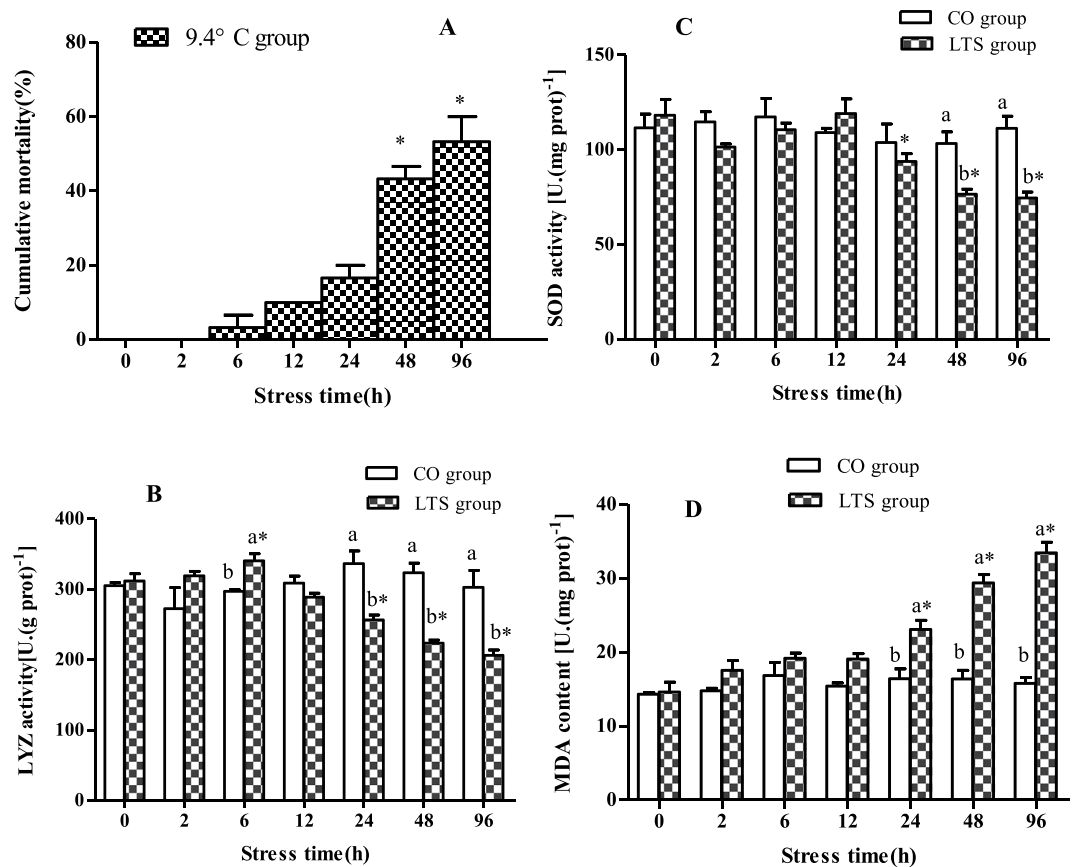 A
9.4° C group
Cumulative mortality(%)
80
60
40
20
0
* *
0 2 6 12 24 48 96
Stress time(h)
C
CO group
LTS group
SOD activity [U.(mg prot)-1]
150
100
50
0
* a b* a b*
0 2 6 12 24 48 96
Stress time(h)
B
CO group
LTS group
LYZ activity[U.(g prot)-1]
400
300
200
100
0
b a* a b* a b* a b*
0 2 6 12 24 48 96
Stress time(h)
D
CO group
LTS group
MDA content [U.(mg prot)-1]
40
30
20
10
0
b a* b a* b a*
0 2 6 12 24 48 96
Stress time(h)